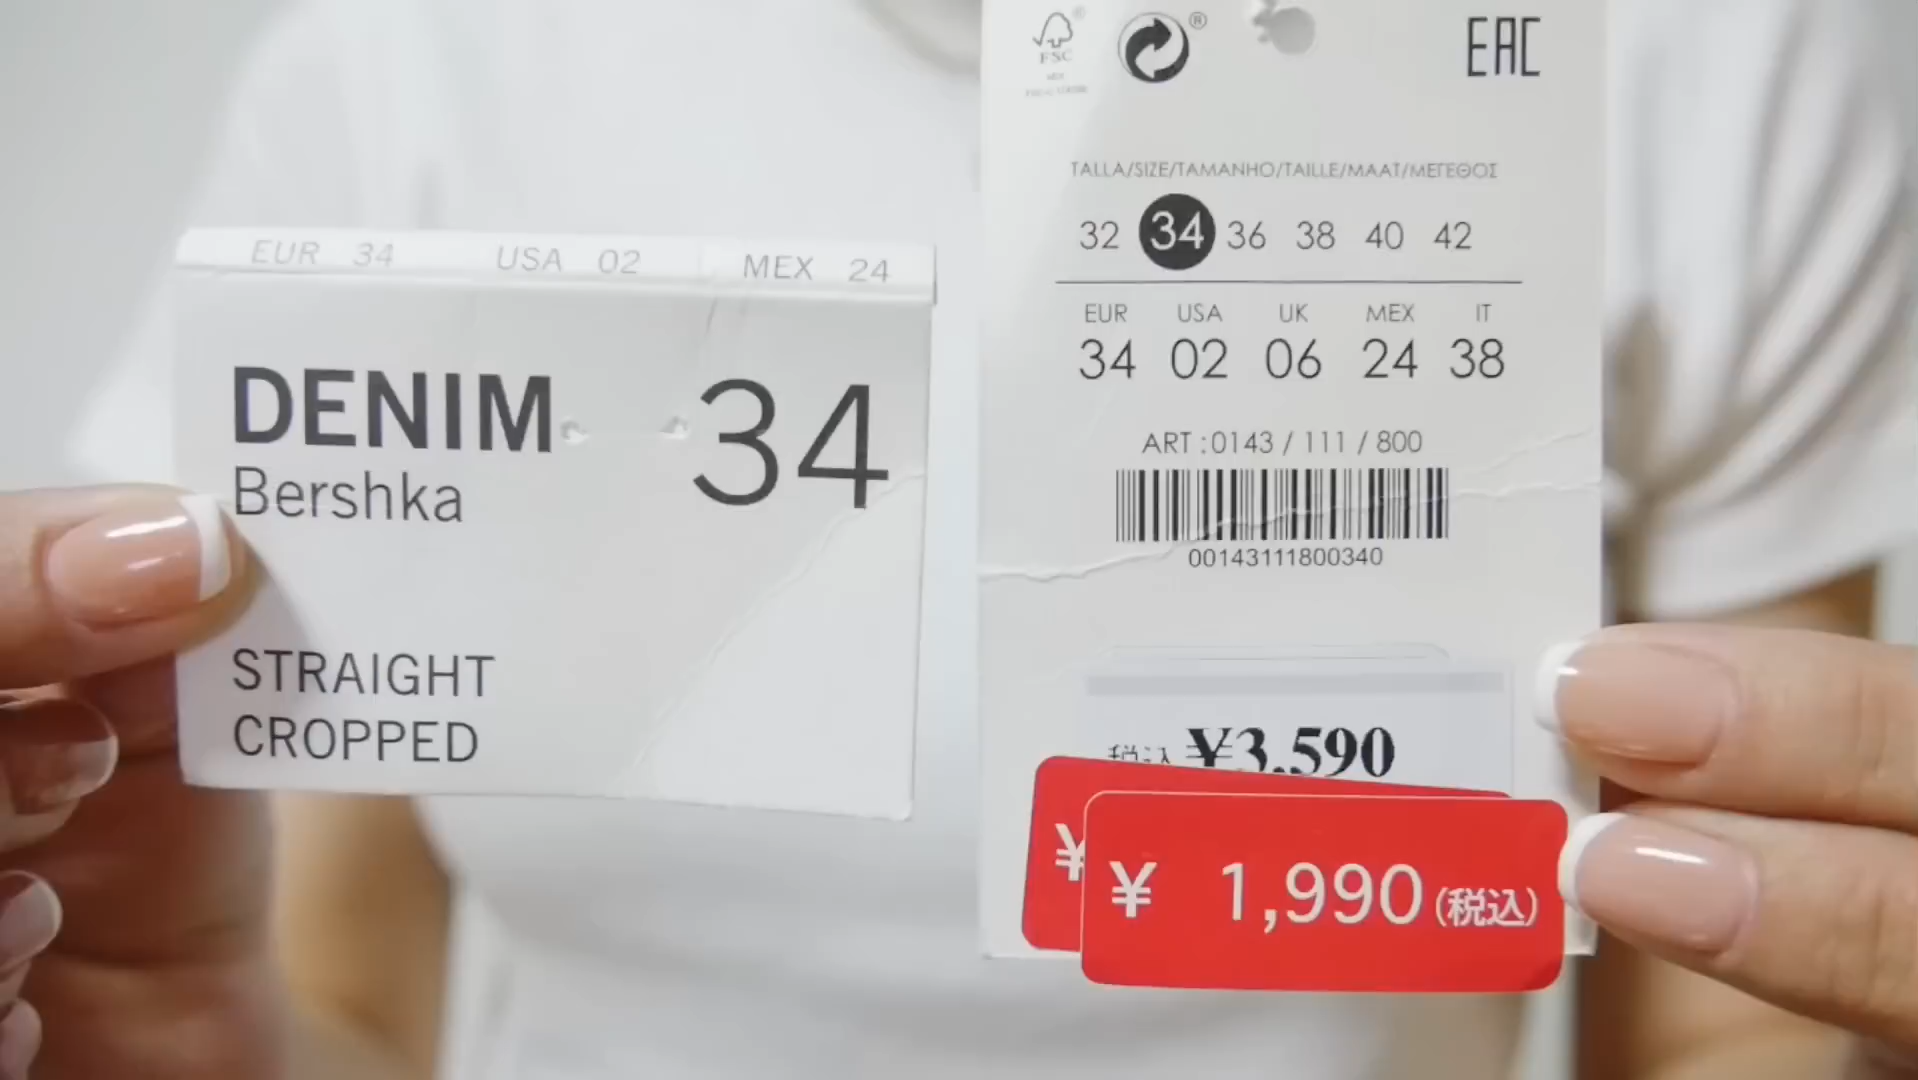 EUR 34 USA 02 MEX 24
DENIM 34
Bershka
STRAIGHT
CROPPED
FSC
®
EAC
TALLA/SIZE/TAMANHO/TAILLE/MAAT/ΜΕΓΕΘΟΣ
32 34 36 38 40 42
EUR USA UK MEX IT
34 02 06 24 38
ART : 0143 / 111 / 800
00143111800340
税込 ¥3,590
¥
¥ 1,990 (税込)